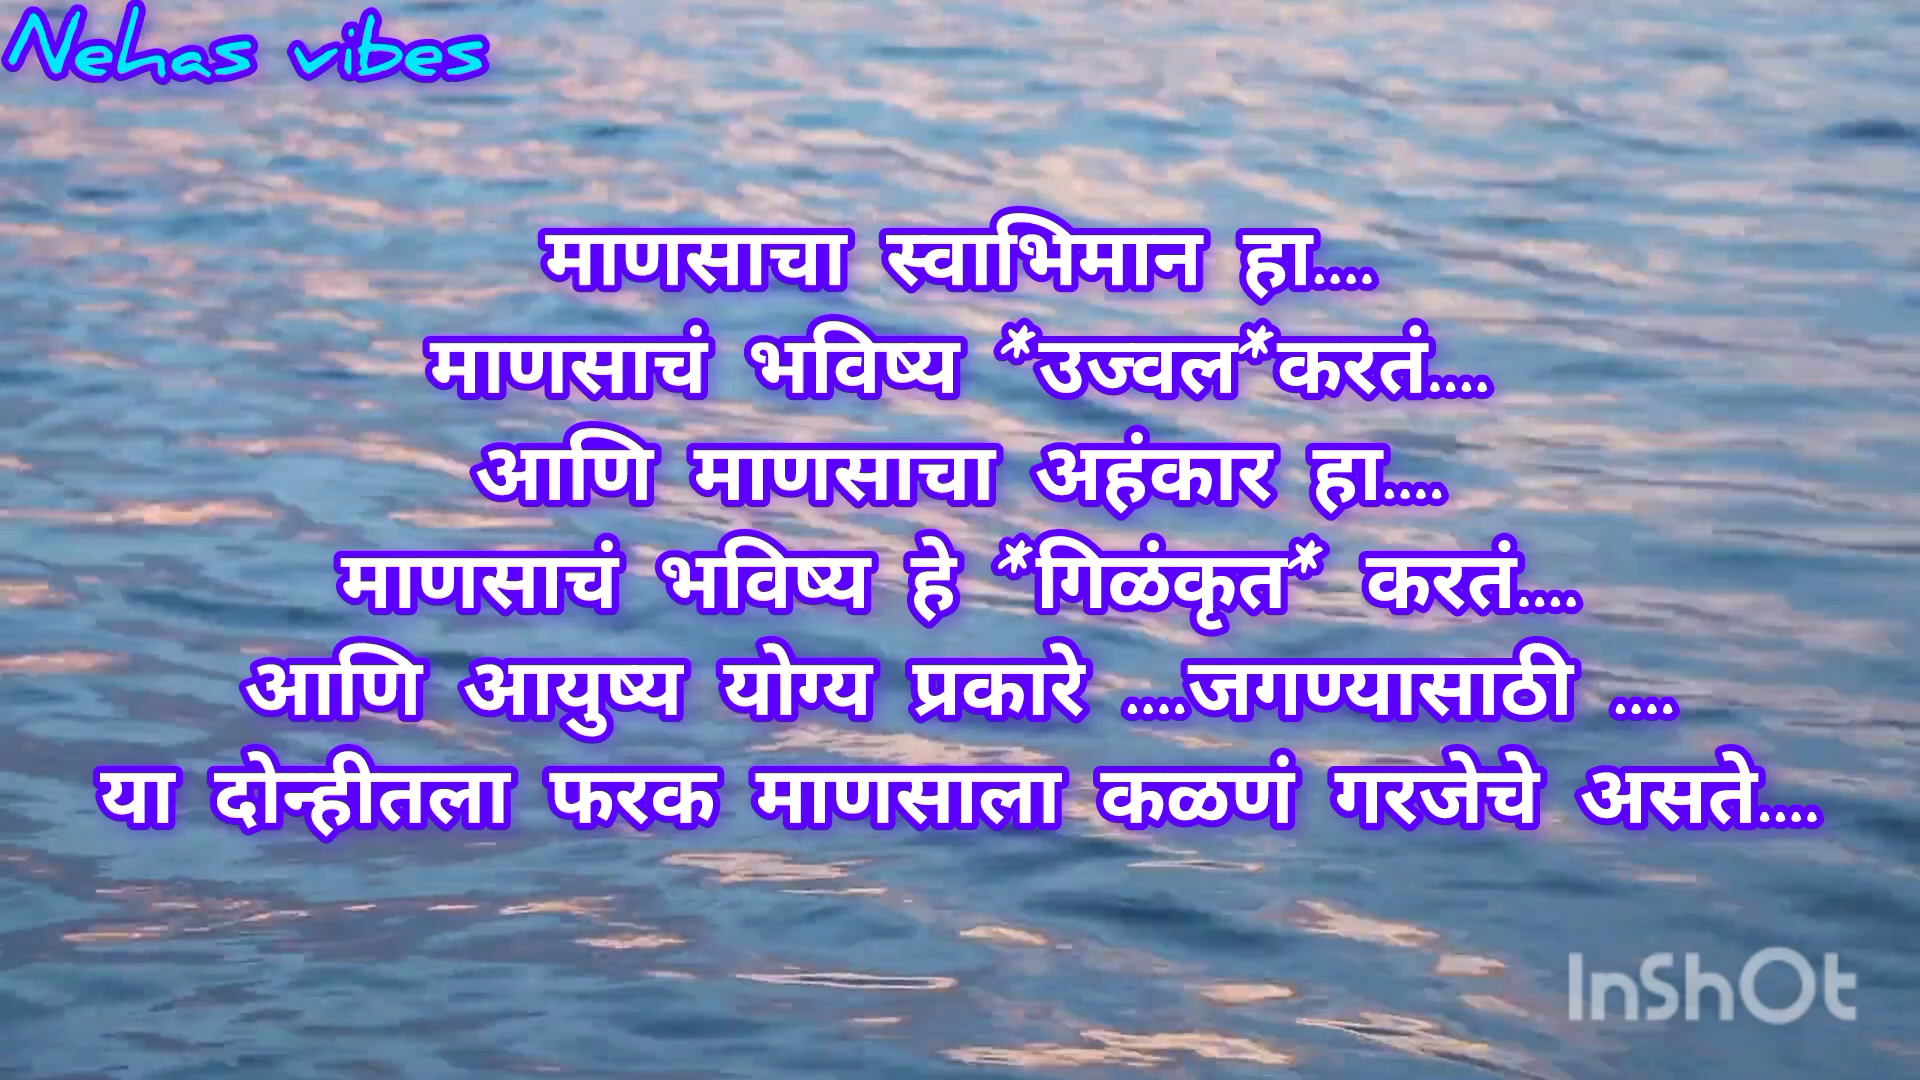 Nehas vibes
माणसाचा स्वाभिमान हा....
माणसाचं भविष्य *उज्वल*करतं....
आणि माणसाचा अहंकार हा....
माणसाचं भविष्य हे *गिळंकृत* करतं....
आणि आयुष्य योग्य प्रकारे ....जगण्यासाठी ....
या दोन्हीतला फरक माणसाला कळणं गरजेचे असते....
InShOt